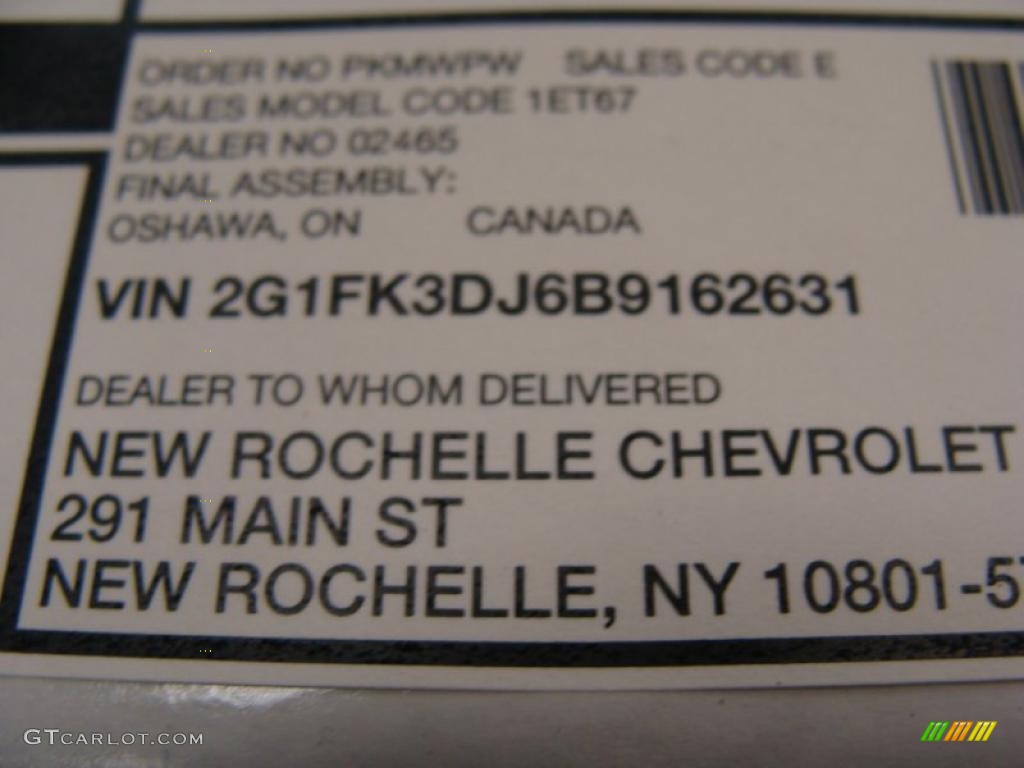 ORDER NO PKMWPW SALES CODE E
SALES MODEL CODE 1ET67
DEALER NO 02465
FINAL ASSEMBLY:
OSHAWA, ON CANADA
VIN 2G1FK3DJ6B9162631
DEALER TO WHOM DELIVERED
NEW ROCHELLE CHEVROLET
291 MAIN ST
NEW ROCHELLE, NY 10801-5
GTCARLOT.COM